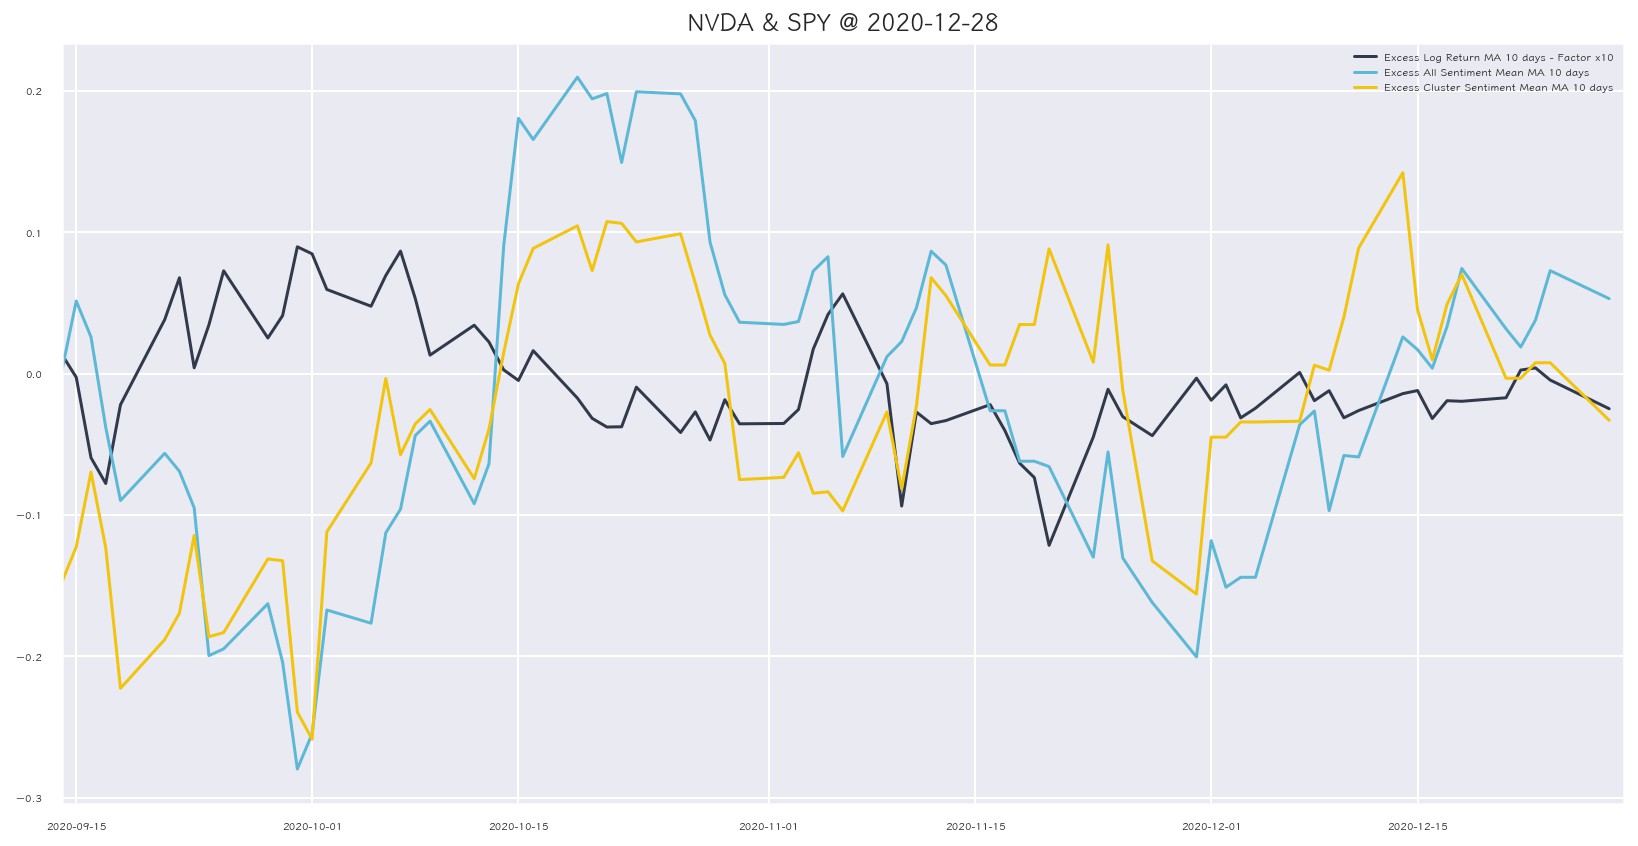 NVDA & SPY @ 2020-12-28
Excess Log Return MA 10 days - Factor x10
Excess All Sentiment Mean MA 10 days
Excess Cluster Sentiment Mean MA 10 days
0.2
0.1
0.0
−0.1
−0.2
−0.3
2020-09-15 2020-10-01 2020-10-15 2020-11-01 2020-11-15 2020-12-01 2020-12-15